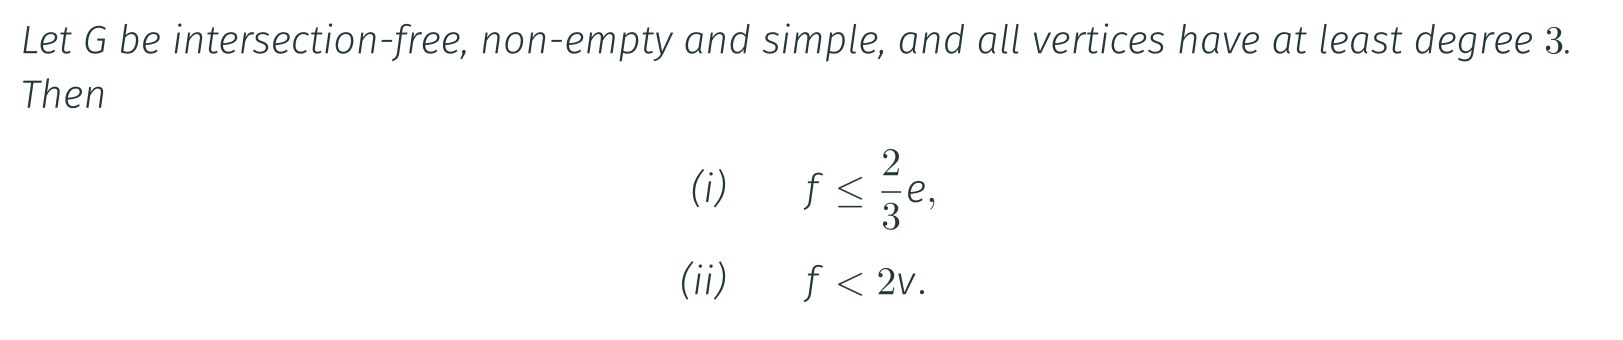 Let G be intersection-free, non-empty and simple, and all vertices have at least degree 3.
Then
(i) f ≤ \frac{2}{3}e,
(ii) f < 2v.